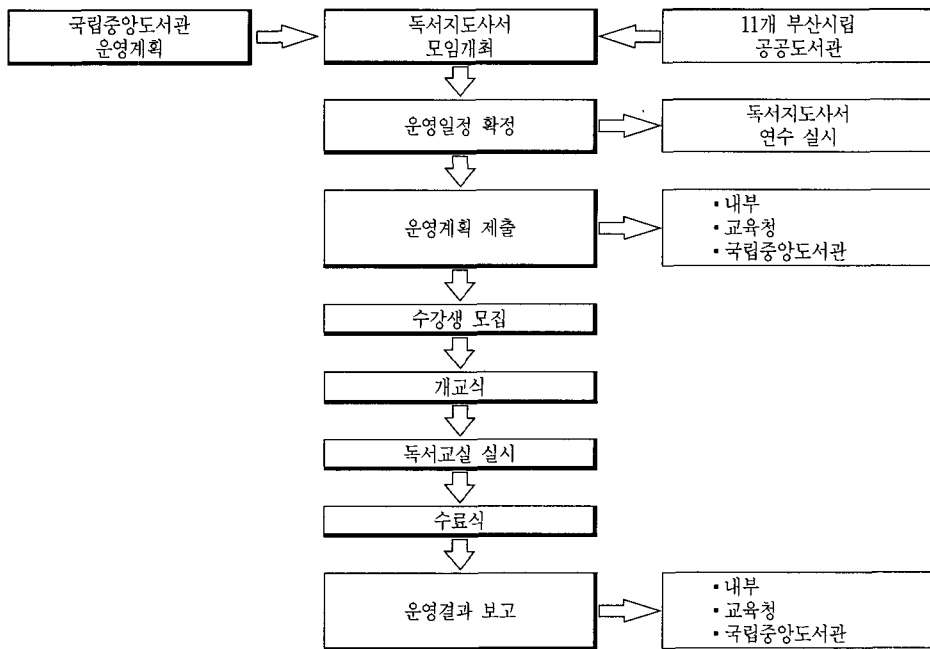 국립중앙도서관
운영계획
독서지도사서
모임개최
11개 부산시립
공공도서관
운영일정 확정
독서지도사서
연수 실시
운영계획 제출
▪ 내부
▪ 교육청
▪ 국립중앙도서관
수강생 모집
개교식
독서교실 실시
수료식
운영결과 보고
▪ 내부
▪ 교육청
▪ 국립중앙도서관